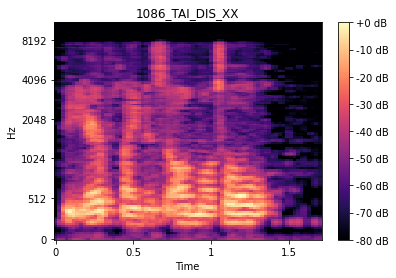 1086_TAI_DIS_XX
8192
4096
2048
1024
512
0
Hz
0
0.5
1
1.5
Time
+0 dB
-10 dB
-20 dB
-30 dB
-40 dB
-50 dB
-60 dB
-70 dB
-80 dB